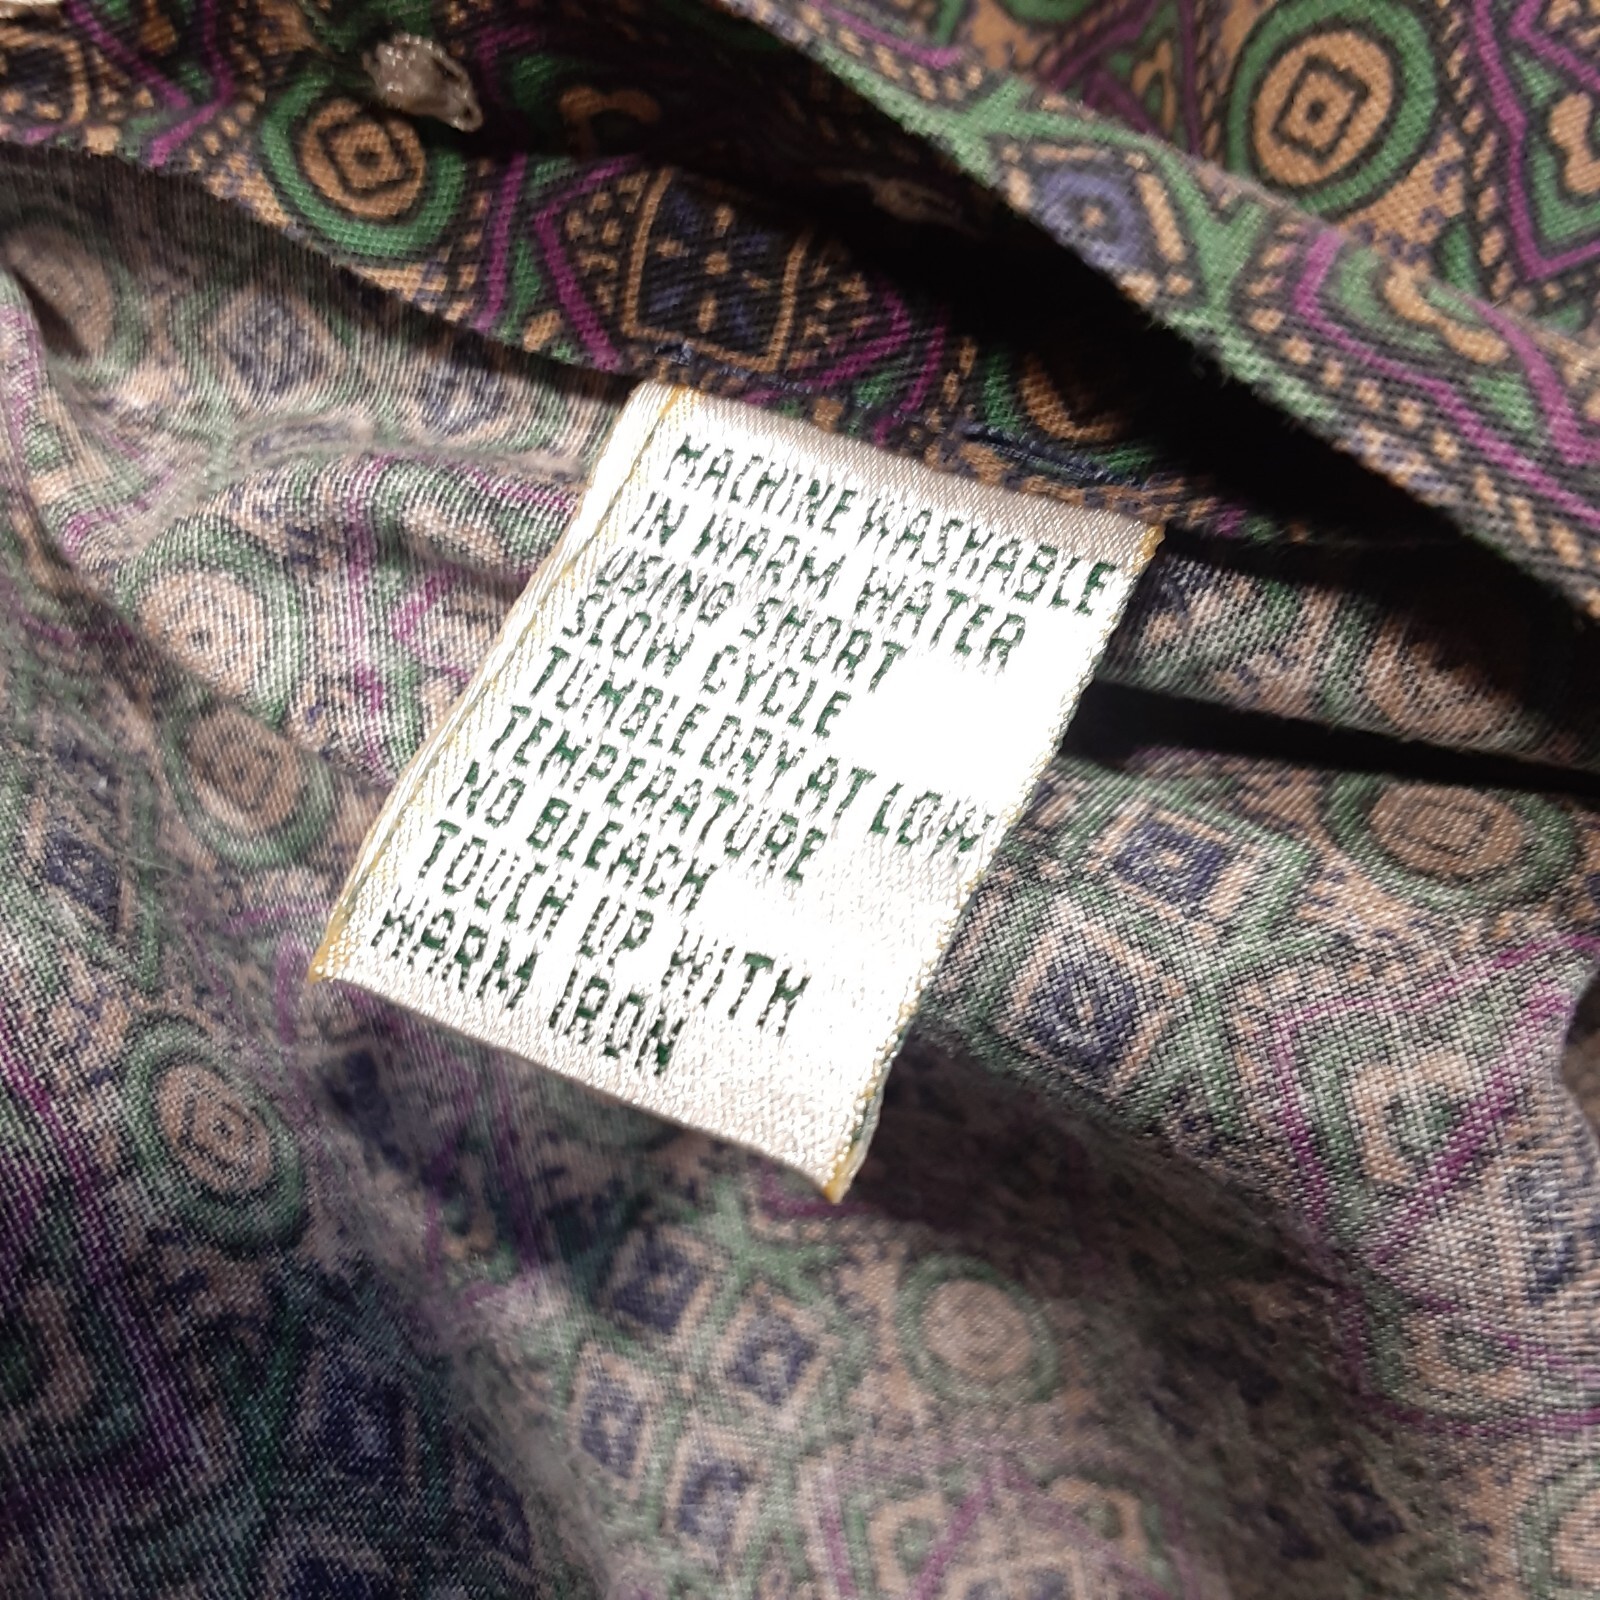 MACHINE WASHABLE
IN WARM WATER
USING SHORT
SLOW CYCLE
TUMBLE DRY AT LOW
TEMPERATURE
NO BLEACH
TOUCH UP WITH
WARM IRON